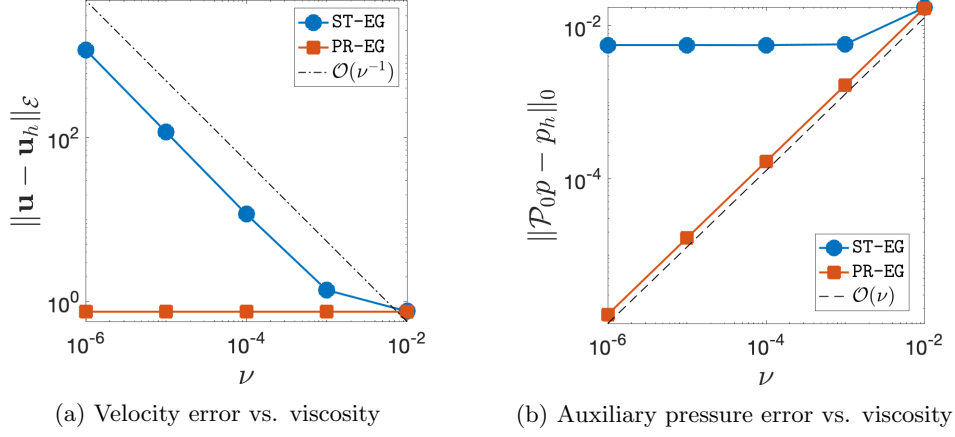 ST-EG
PR-EG
𝒪(ν⁻¹)
10²
10⁰
‖𝐮 − 𝐮ₕ‖_ℰ
10⁻⁶
10⁻⁴
10⁻²
ν
(a) Velocity error vs. viscosity
10⁻²
10⁻⁴
‖𝒫₀p − pₕ‖₀
ST-EG
PR-EG
𝒪(ν)
10⁻⁶
10⁻⁴
10⁻²
ν
(b) Auxiliary pressure error vs. viscosity